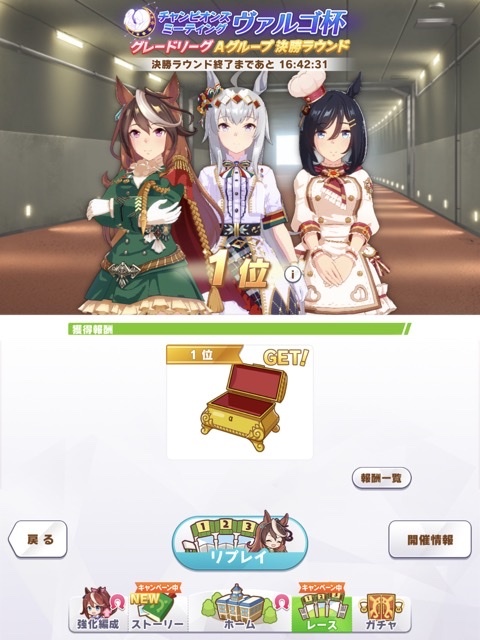 チャンピオンズ
ミーティング
ヴァルゴ杯
グレードリーグ Aグループ 決勝ラウンド
決勝ラウンド終了まであと 16:42:31
1位
i
獲得報酬
1位
GET!
報酬一覧
戻る
1 2 3
リプレイ
開催情報
強化編成
NEW
キャンペーン中
ストーリー
ホーム
キャンペーン中
レース
ガチャ